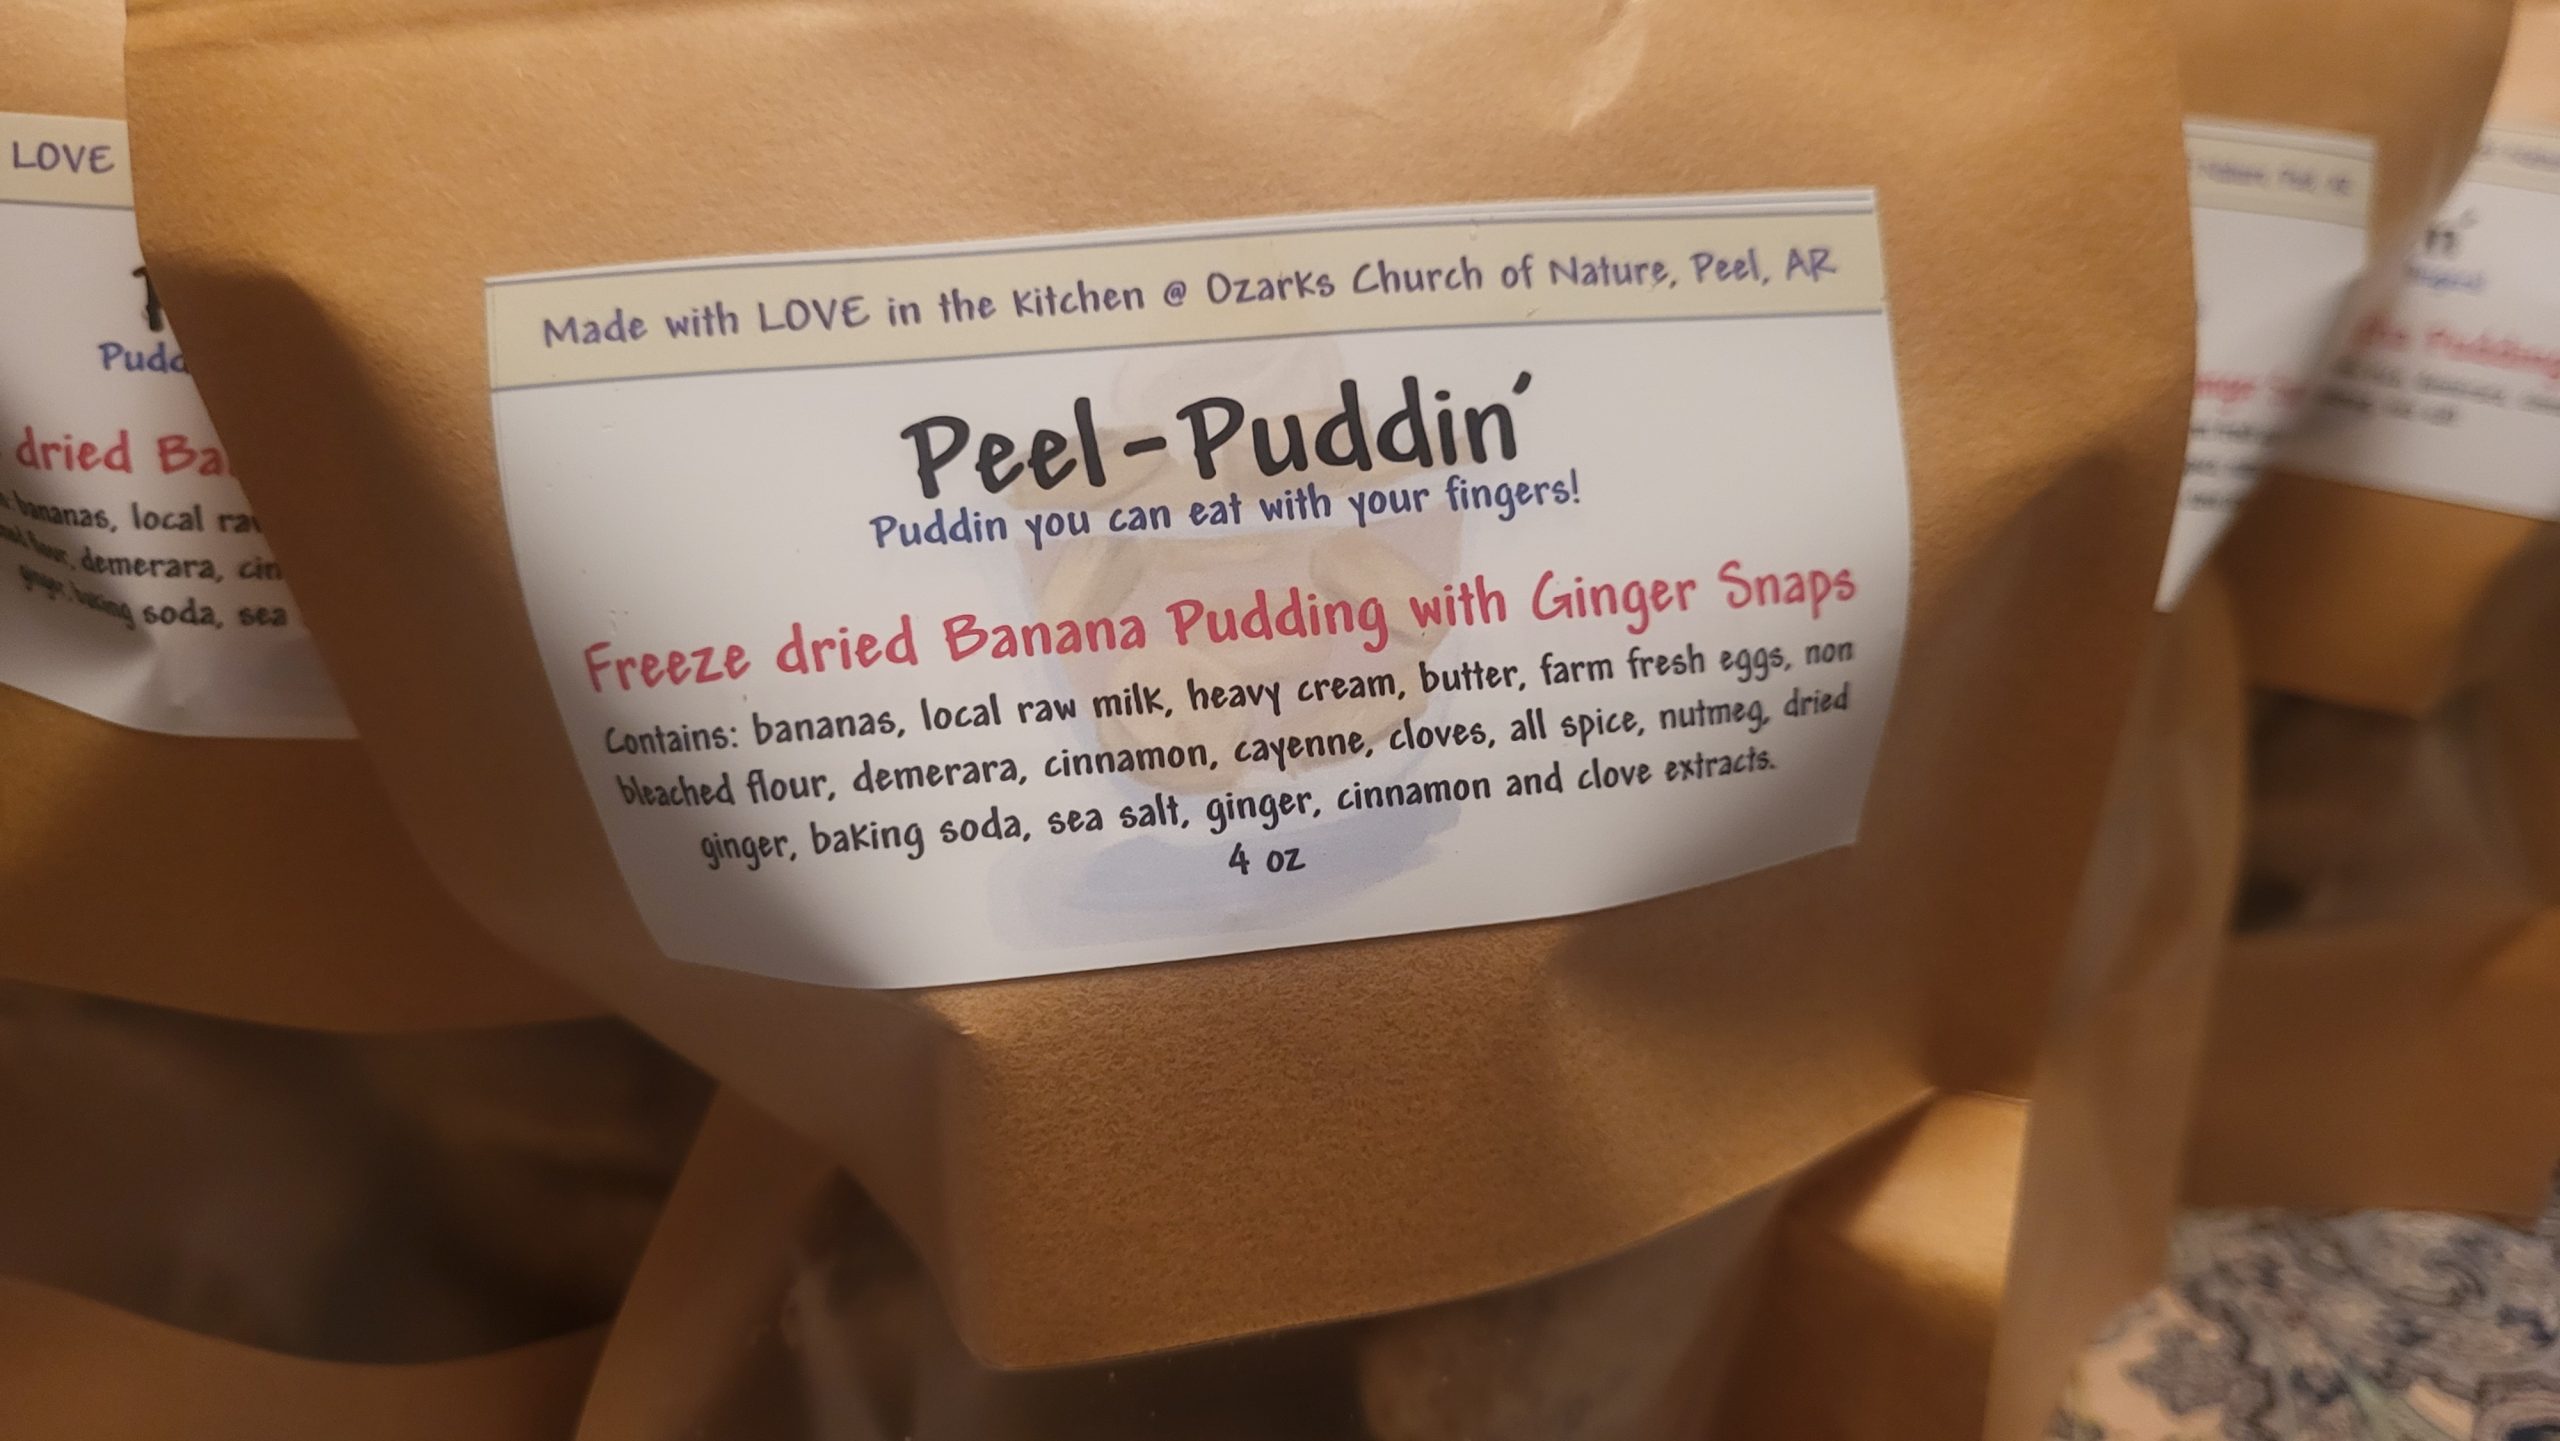 Made with LOVE in the kitchen @ Ozarks Church of Nature, Peel, AR
Peel-Puddin'
Puddin you can eat with your fingers!
Freeze dried Banana Pudding with Ginger Snaps
Contains: bananas, local raw milk, heavy cream, butter, farm fresh eggs, non
bleached flour, demerara, cinnamon, cayenne, cloves, all spice, nutmeg, dried
ginger, baking soda, sea salt, ginger, cinnamon and clove extracts.
4 oz
LOVE
Pudd
dried Ba
bananas, local ra
flour, demerara, cin
ginger, baking soda, sea
Pudding